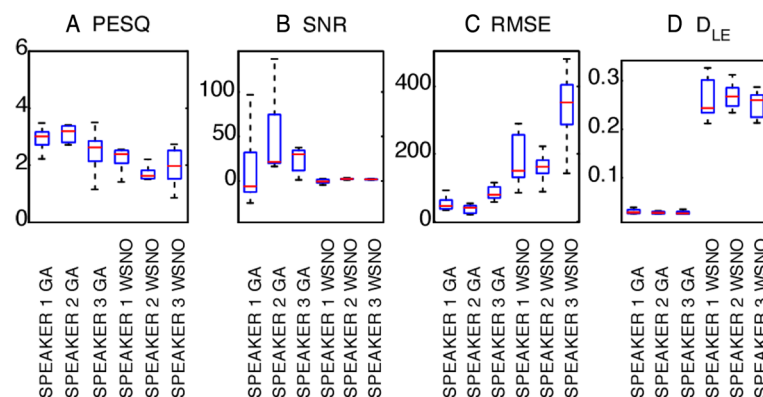 A PESQ
B SNR
C RMSE
D D_LE
6
4
2
0
100
50
0
400
200
0
0.3
0.2
0.1
SPEAKER 1 GA
SPEAKER 2 GA
SPEAKER 3 GA
SPEAKER 1 WSNO
SPEAKER 2 WSNO
SPEAKER 3 WSNO
SPEAKER 1 GA
SPEAKER 2 GA
SPEAKER 3 GA
SPEAKER 1 WSNO
SPEAKER 2 WSNO
SPEAKER 3 WSNO
SPEAKER 1 GA
SPEAKER 2 GA
SPEAKER 3 GA
SPEAKER 1 WSNO
SPEAKER 2 WSNO
SPEAKER 3 WSNO
SPEAKER 1 GA
SPEAKER 2 GA
SPEAKER 3 GA
SPEAKER 1 WSNO
SPEAKER 2 WSNO
SPEAKER 3 WSNO